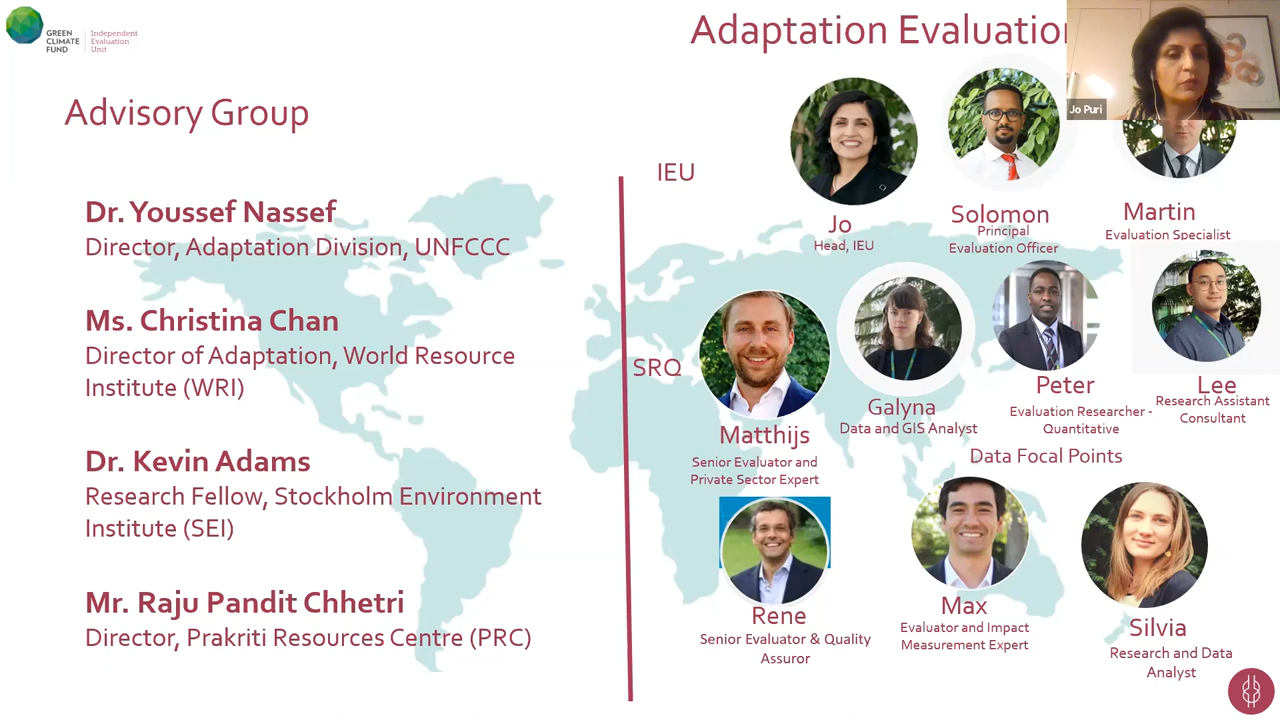 GREEN
CLIMATE
FUND
Independent
Evaluation
Unit
Adaptation Evaluation
Jo Puri
Advisory Group
Dr. Youssef Nassef
Director, Adaptation Division, UNFCCC
Ms. Christina Chan
Director of Adaptation, World Resource
Institute (WRI)
Dr. Kevin Adams
Research Fellow, Stockholm Environment
Institute (SEI)
Mr. Raju Pandit Chhetri
Director, Prakriti Resources Centre (PRC)
IEU
Jo
Head, IEU
Solomon
Principal
Evaluation Officer
Martin
Evaluation Specialist
SRQ
Matthijs
Senior Evaluator and
Private Sector Expert
Galyna
Data and GIS Analyst
Peter
Evaluation Researcher -
Quantitative
Lee
Research Assistant
Consultant
Data Focal Points
Rene
Senior Evaluator & Quality
Assuror
Max
Evaluator and Impact
Measurement Expert
Silvia
Research and Data
Analyst